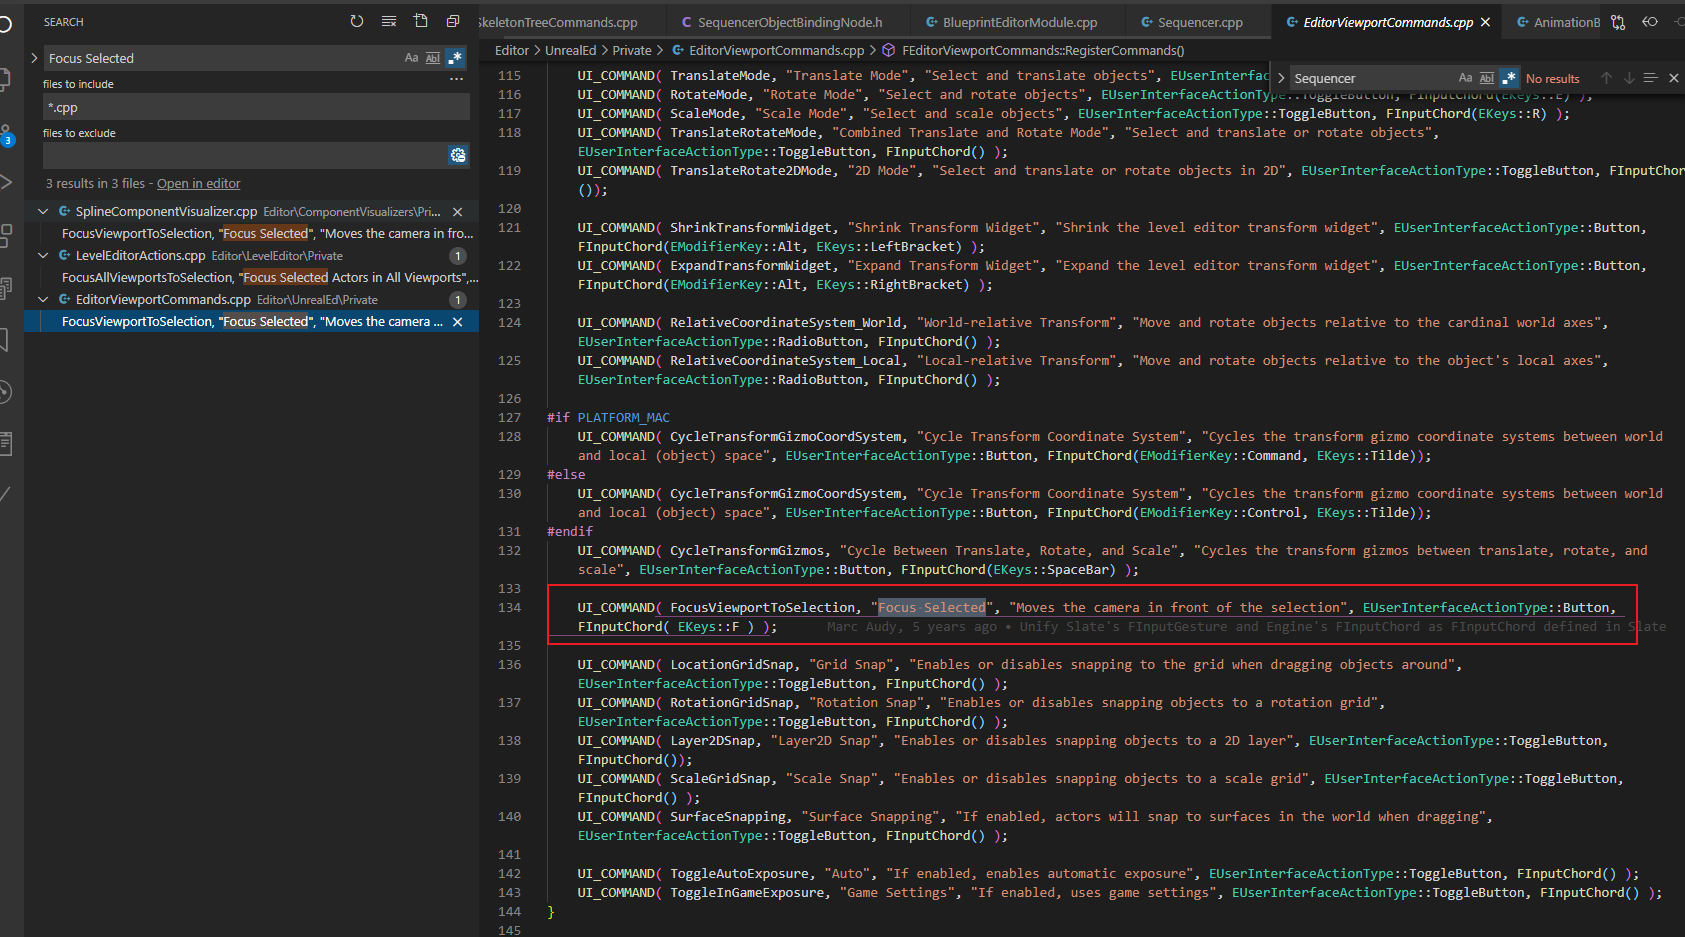 SEARCH
Focus Selected
Aa
Abl
files to include
*.cpp
files to exclude
3 results in 3 files - Open in editor
SplineComponentVisualizer.cpp Editor\ComponentVisualizers\Pri...
FocusViewportToSelection, "Focus Selected", "Moves the camera in fro...
LevelEditorActions.cpp Editor\LevelEditor\Private 1
FocusAllViewportsToSelection, "Focus Selected Actors in All Viewports",...
EditorViewportCommands.cpp Editor\UnrealEd\Private 1
FocusViewportToSelection, "Focus Selected", "Moves the camera ...
3
SkeletonTreeCommands.cpp
SequencerObjectBindingNode.h
BlueprintEditorModule.cpp
Sequencer.cpp
EditorViewportCommands.cpp
AnimationB
Editor > UnrealEd > Private > EditorViewportCommands.cpp > FEditorViewportCommands::RegisterCommands()
Sequencer
Aa
Abl
No results
115 UI_COMMAND( TranslateMode, "Translate Mode", "Select and translate objects", EUserInterfac
116 UI_COMMAND( RotateMode, "Rotate Mode", "Select and rotate objects", EUserInterfaceActionType::ToggleButton, FInputChord(EKeys::E) );
117 UI_COMMAND( ScaleMode, "Scale Mode", "Select and scale objects", EUserInterfaceActionType::ToggleButton, FInputChord(EKeys::R) );
118 UI_COMMAND( TranslateRotateMode, "Combined Translate and Rotate Mode", "Select and translate or rotate objects",
EUserInterfaceActionType::ToggleButton, FInputChord() );
119 UI_COMMAND( TranslateRotate2DMode, "2D Mode", "Select and translate or rotate objects in 2D", EUserInterfaceActionType::ToggleButton, FInputChor
());
120
121 UI_COMMAND( ShrinkTransformWidget, "Shrink Transform Widget", "Shrink the level editor transform widget", EUserInterfaceActionType::Button,
FInputChord(EModifierKey::Alt, EKeys::LeftBracket) );
122 UI_COMMAND( ExpandTransformWidget, "Expand Transform Widget", "Expand the level editor transform widget", EUserInterfaceActionType::Button,
FInputChord(EModifierKey::Alt, EKeys::RightBracket) );
123
124 UI_COMMAND( RelativeCoordinateSystem_World, "World-relative Transform", "Move and rotate objects relative to the cardinal world axes",
EUserInterfaceActionType::RadioButton, FInputChord() );
125 UI_COMMAND( RelativeCoordinateSystem_Local, "Local-relative Transform", "Move and rotate objects relative to the object's local axes",
EUserInterfaceActionType::RadioButton, FInputChord() );
126
127 #if PLATFORM_MAC
128 UI_COMMAND( CycleTransformGizmoCoordSystem, "Cycle Transform Coordinate System", "Cycles the transform gizmo coordinate systems between world
and local (object) space", EUserInterfaceActionType::Button, FInputChord(EModifierKey::Command, EKeys::Tilde));
129 #else
130 UI_COMMAND( CycleTransformGizmoCoordSystem, "Cycle Transform Coordinate System", "Cycles the transform gizmo coordinate systems between world
and local (object) space", EUserInterfaceActionType::Button, FInputChord(EModifierKey::Control, EKeys::Tilde));
131 #endif
132 UI_COMMAND( CycleTransformGizmos, "Cycle Between Translate, Rotate, and Scale", "Cycles the transform gizmos between translate, rotate, and
scale", EUserInterfaceActionType::Button, FInputChord(EKeys::SpaceBar) );
133
134 UI_COMMAND( FocusViewportToSelection, "Focus Selected", "Moves the camera in front of the selection", EUserInterfaceActionType::Button,
FInputChord( EKeys::F ) ); Marc Audy, 5 years ago • Unify Slate's FInputGesture and Engine's FInputChord as FInputChord defined in Slate
135
136 UI_COMMAND( LocationGridSnap, "Grid Snap", "Enables or disables snapping to the grid when dragging objects around",
EUserInterfaceActionType::ToggleButton, FInputChord() );
137 UI_COMMAND( RotationGridSnap, "Rotation Snap", "Enables or disables snapping objects to a rotation grid",
EUserInterfaceActionType::ToggleButton, FInputChord() );
138 UI_COMMAND( Layer2DSnap, "Layer2D Snap", "Enables or disables snapping objects to a 2D layer", EUserInterfaceActionType::ToggleButton,
FInputChord());
139 UI_COMMAND( ScaleGridSnap, "Scale Snap", "Enables or disables snapping objects to a scale grid", EUserInterfaceActionType::ToggleButton,
FInputChord() );
140 UI_COMMAND( SurfaceSnapping, "Surface Snapping", "If enabled, actors will snap to surfaces in the world when dragging",
EUserInterfaceActionType::ToggleButton, FInputChord() );
141
142 UI_COMMAND( ToggleAutoExposure, "Auto", "If enabled, enables automatic exposure", EUserInterfaceActionType::ToggleButton, FInputChord() );
143 UI_COMMAND( ToggleInGameExposure, "Game Settings", "If enabled, uses game settings", EUserInterfaceActionType::ToggleButton, FInputChord() );
144 }
145